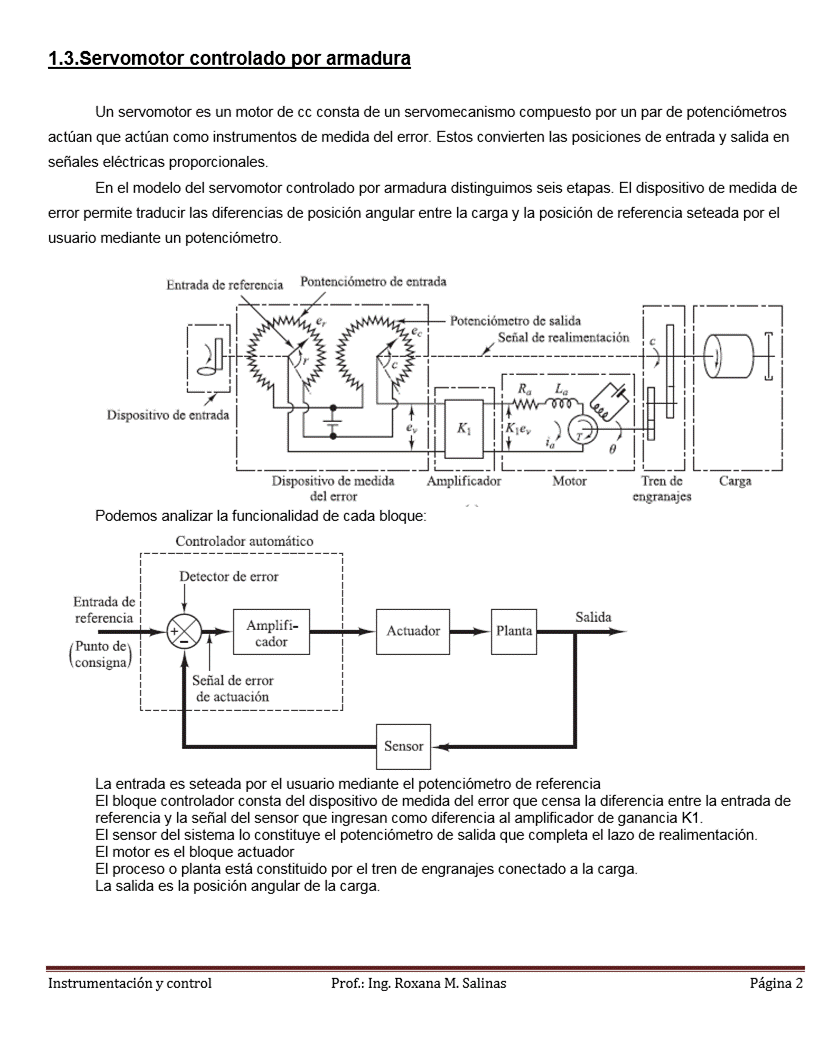 1.3.Servomotor controlado por armadura
Un servomotor es un motor de cc consta de un servomecanismo compuesto por un par de potenciómetros
actúan que actúan como instrumentos de medida del error. Estos convierten las posiciones de entrada y salida en
señales eléctricas proporcionales.
En el modelo del servomotor controlado por armadura distinguimos seis etapas. El dispositivo de medida de
error permite traducir las diferencias de posición angular entre la carga y la posición de referencia seteada por el
usuario mediante un potenciómetro.
Entrada de referencia
Pontenciómetro de entrada
Potenciómetro de salida
Señal de realimentación
e_r
r
e_c
c
c
Dispositivo de entrada
e_v
K_1
K_1e_v
R_a
L_a
i_a
T
θ
Dispositivo de medida
del error
Amplificador
Motor
Tren de
engranajes
Carga
Podemos analizar la funcionalidad de cada bloque:
Controlador automático
Detector de error
Entrada de
referencia
(Punto de
consigna)
+
−
Amplifi-
cador
Señal de error
de actuación
Actuador
Planta
Salida
Sensor
La entrada es seteada por el usuario mediante el potenciómetro de referencia
El bloque controlador consta del dispositivo de medida del error que censa la diferencia entre la entrada de
referencia y la señal del sensor que ingresan como diferencia al amplificador de ganancia K1.
El sensor del sistema lo constituye el potenciómetro de salida que completa el lazo de realimentación.
El motor es el bloque actuador
El proceso o planta está constituido por el tren de engranajes conectado a la carga.
La salida es la posición angular de la carga.
Instrumentación y control
Prof.: Ing. Roxana M. Salinas
Página 2